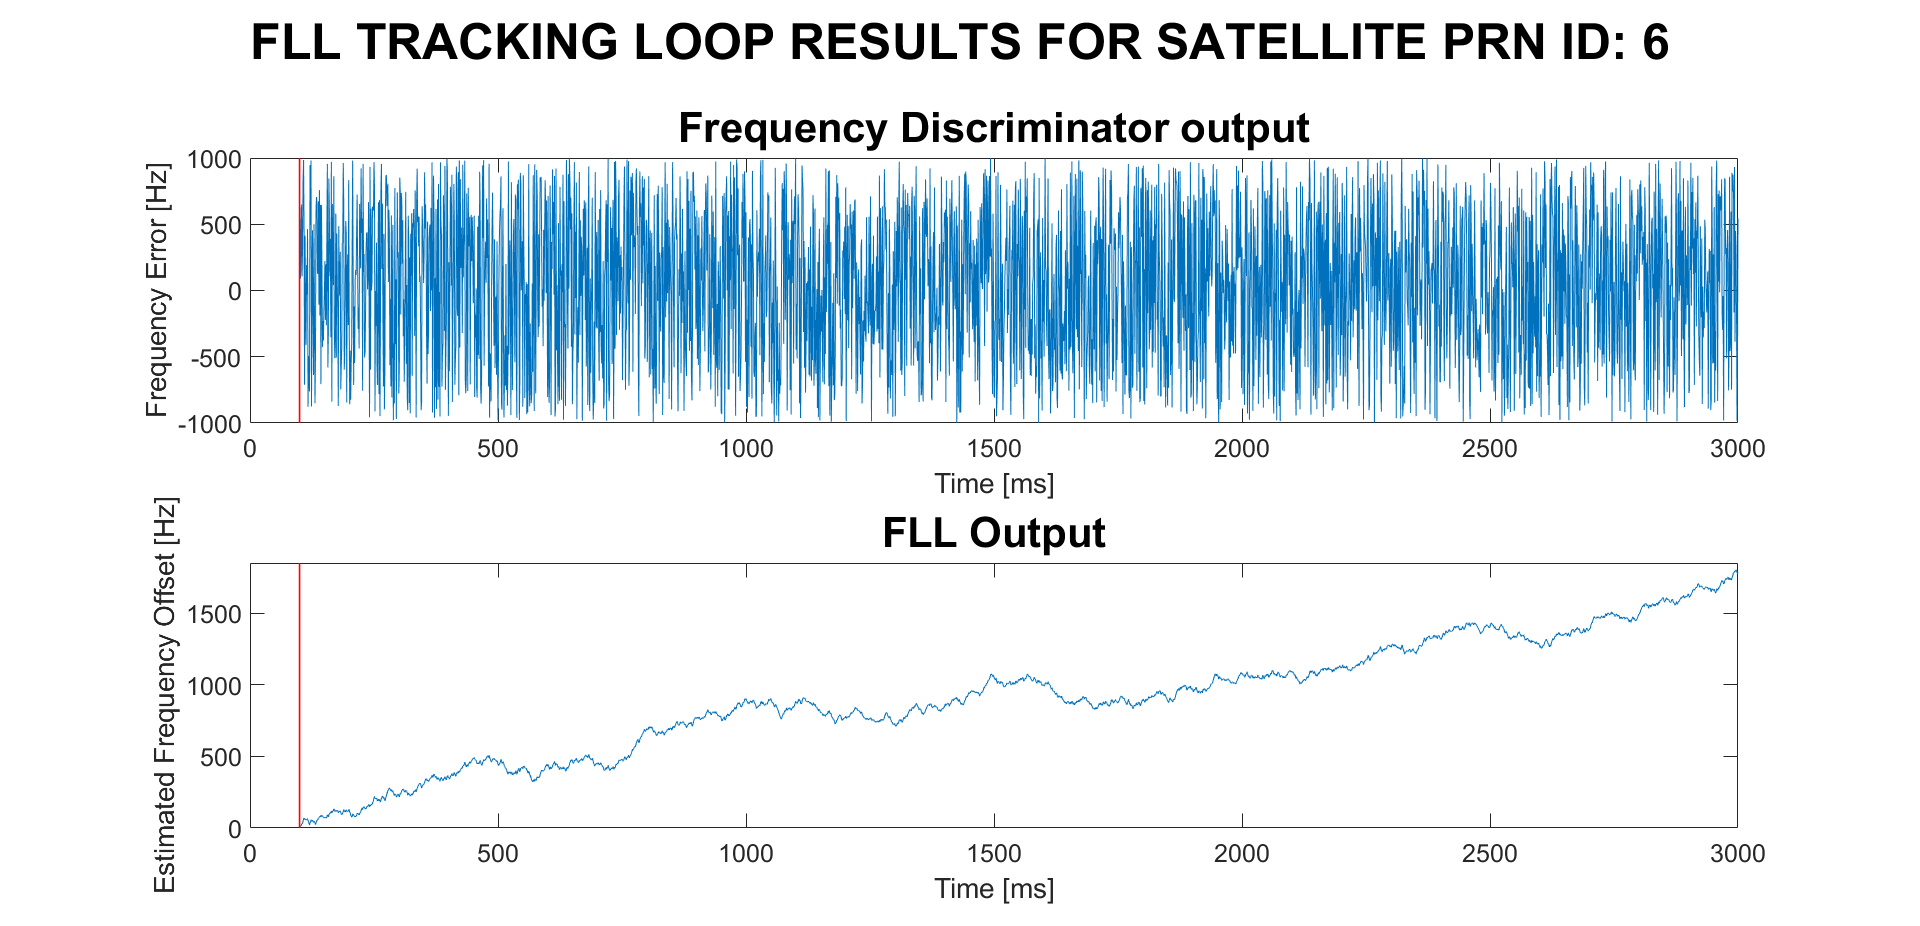 FLL TRACKING LOOP RESULTS FOR SATELLITE PRN ID: 6
Frequency Discriminator output
Frequency Error [Hz]
1000
500
0
-500
-1000
0 500 1000 1500 2000 2500 3000
Time [ms]
FLL Output
Estimated Frequency Offset [Hz]
1500
1000
500
0
0 500 1000 1500 2000 2500 3000
Time [ms]